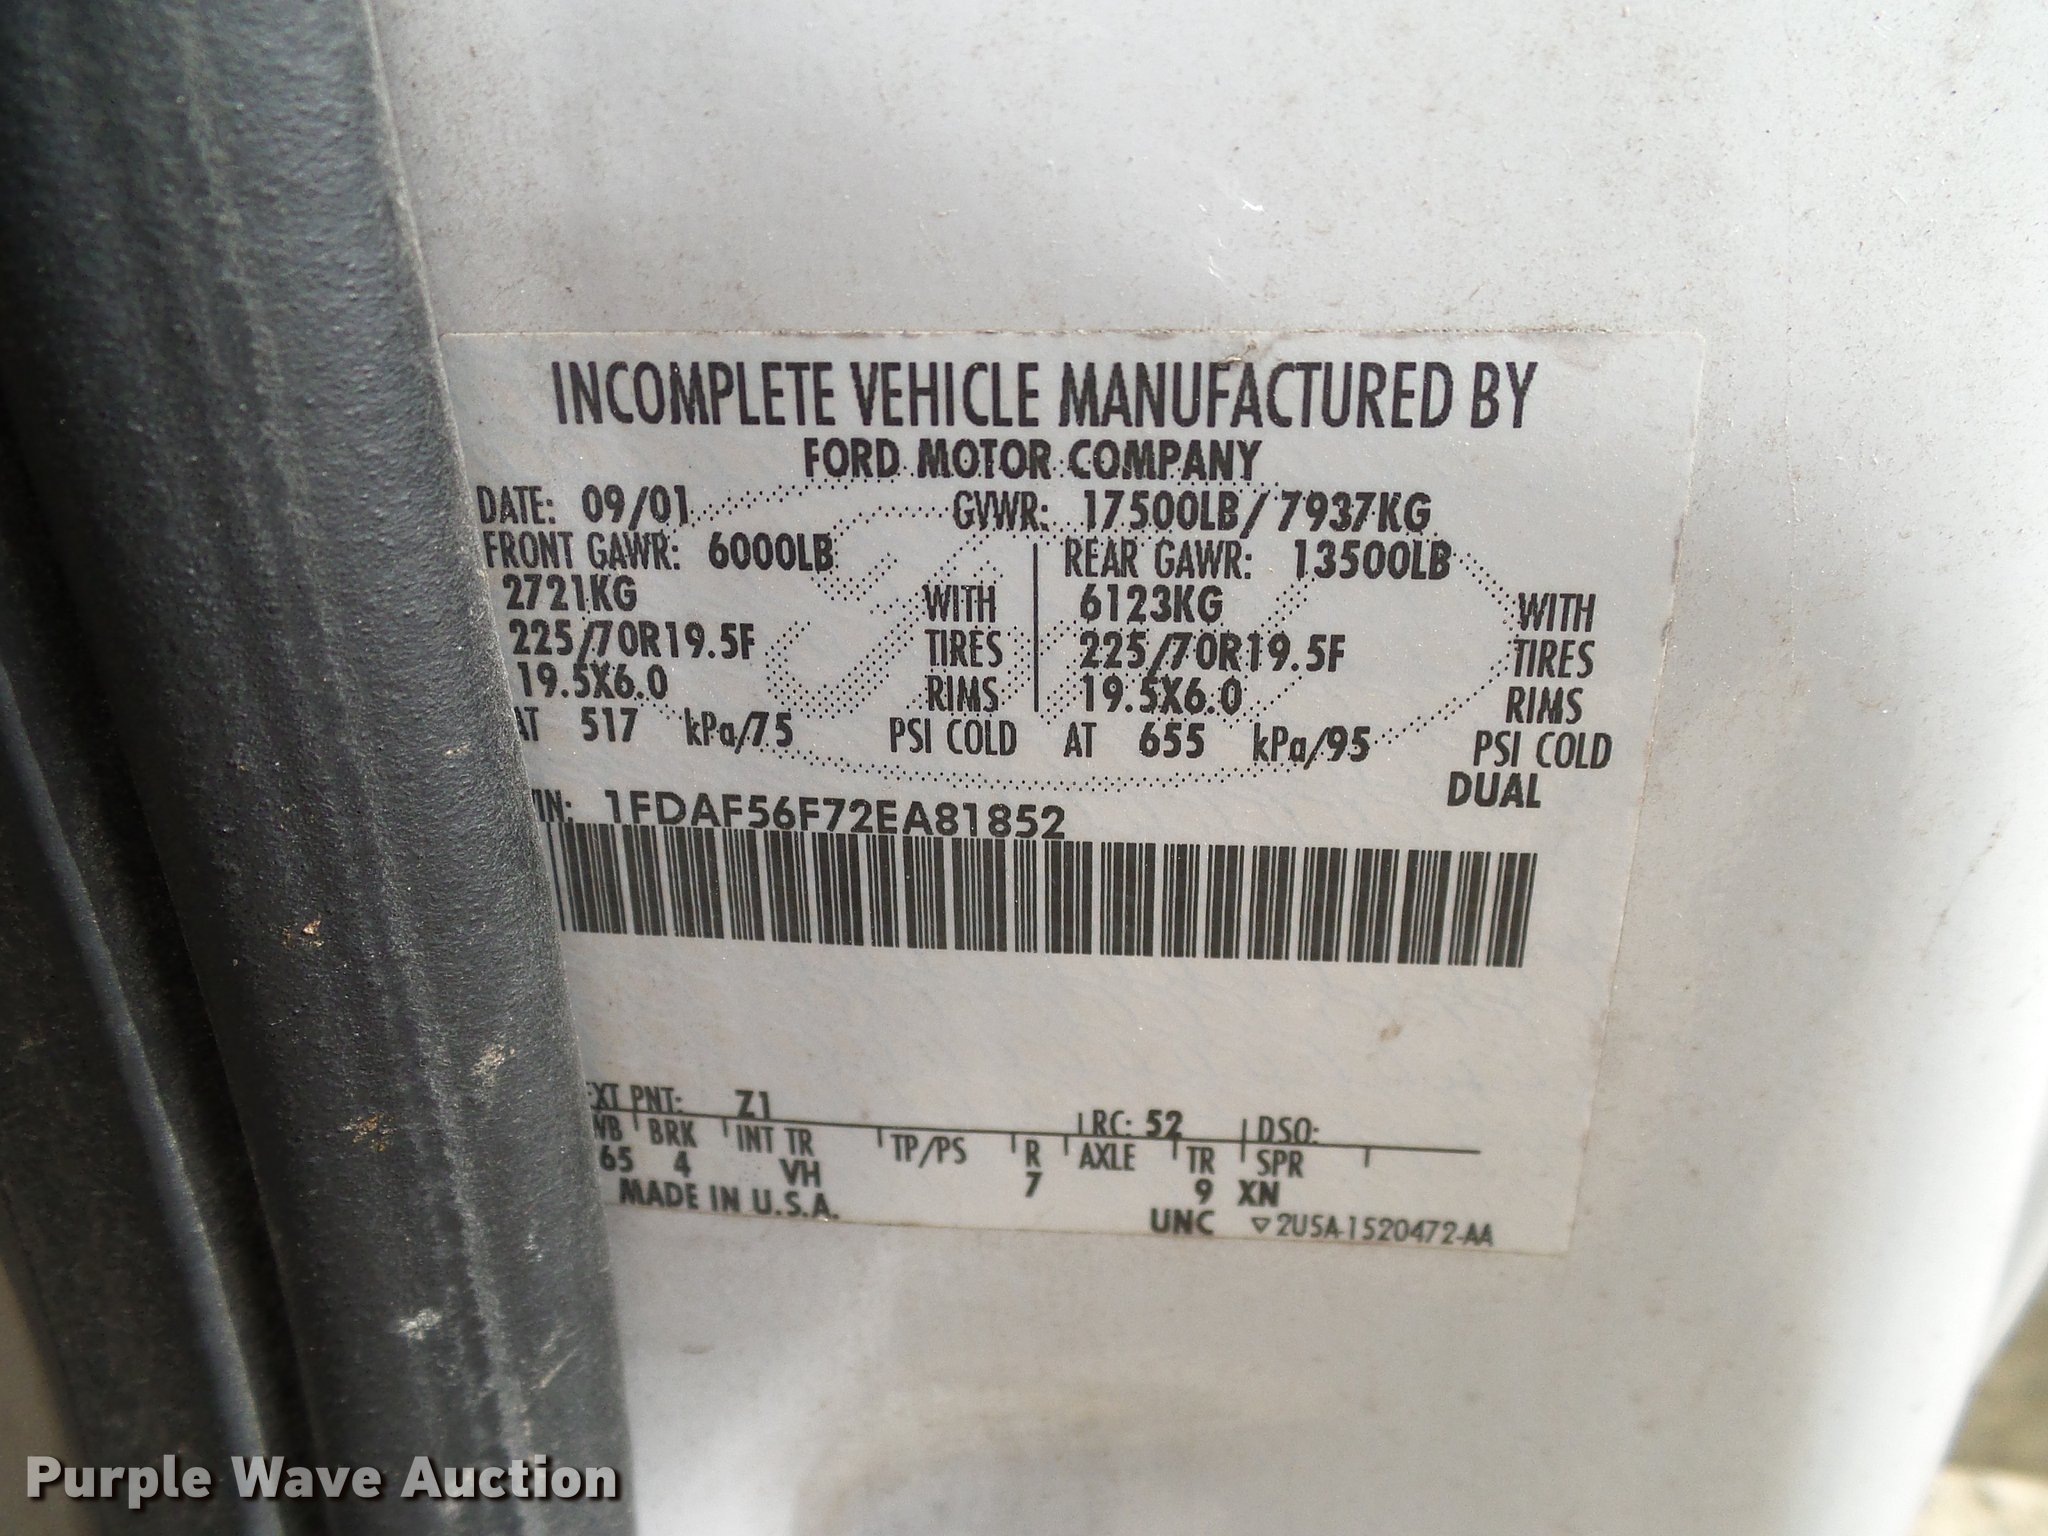 INCOMPLETE VEHICLE MANUFACTURED BY
FORD MOTOR COMPANY
DATE: 09/01 GVWR: 17500LB/7937KG
FRONT GAWR: 6000LB REAR GAWR: 13500LB
2721KG WITH 6123KG WITH
225/70R19.5F TIRES 225/70R19.5F TIRES
19.5X6.0 RIMS 19.5X6.0 RIMS
AT 517 kPa/75 PSI COLD AT 655 kPa/95 PSI COLD
DUAL
VIN: 1FDAF56F72EA81852
EXT PNT: Z1 RC: 52 DSO:
WB BRK INT TR TP/PS R AXLE TR SPR
65 4 VH 7 9 XN
MADE IN U.S.A.
UNC ▽2U5A-1520472-AA
Purple Wave Auction